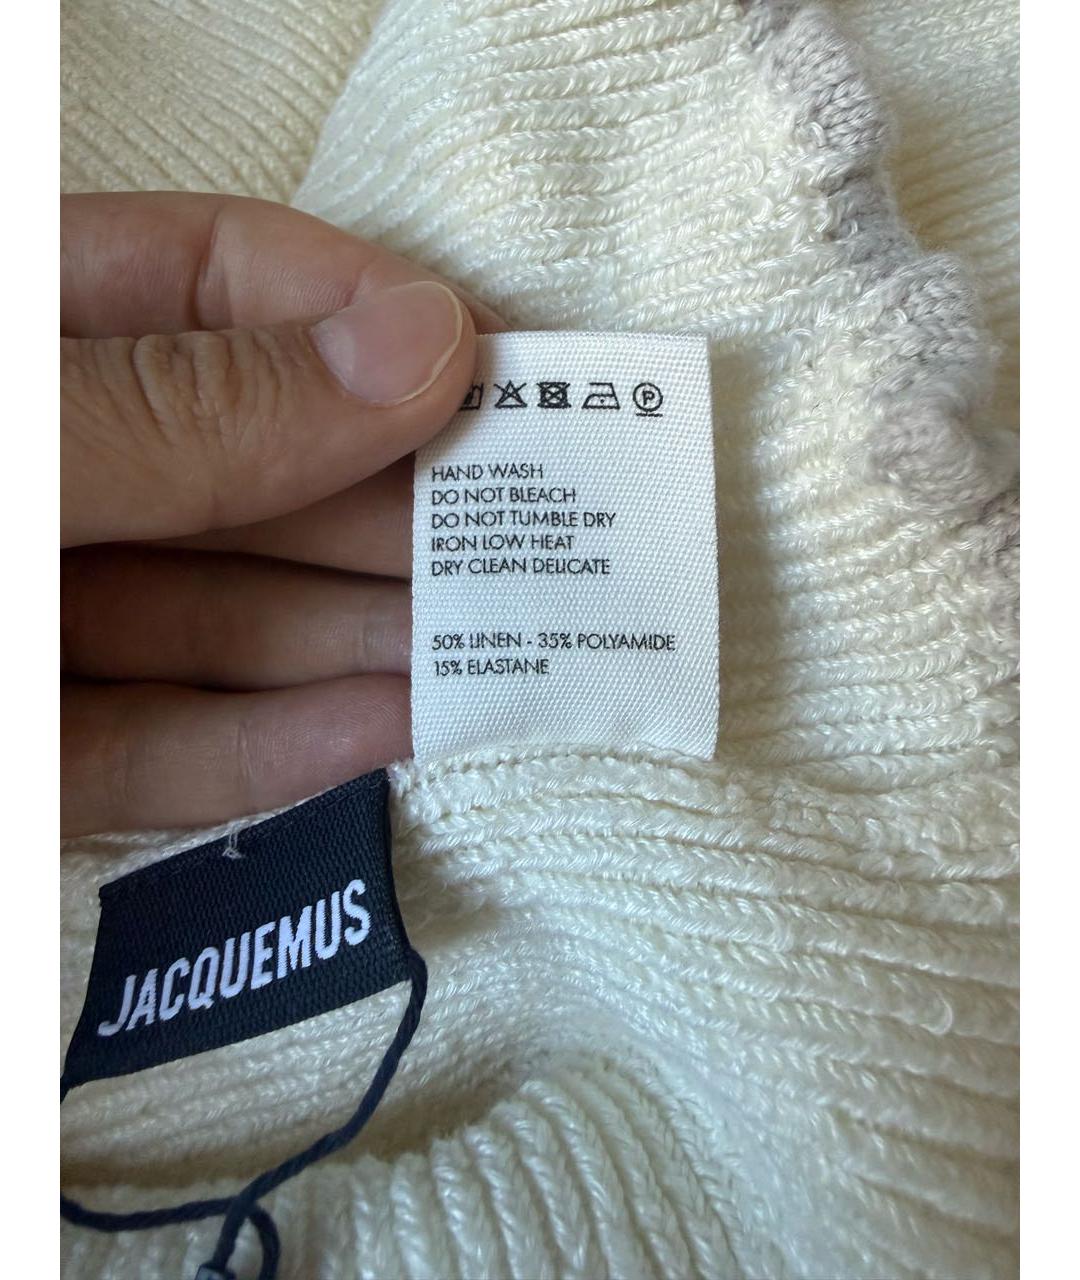 P
HAND WASH
DO NOT BLEACH
DO NOT TUMBLE DRY
IRON LOW HEAT
DRY CLEAN DELICATE
50% LINEN - 35% POLYAMIDE
15% ELASTANE
JACQUEMUS